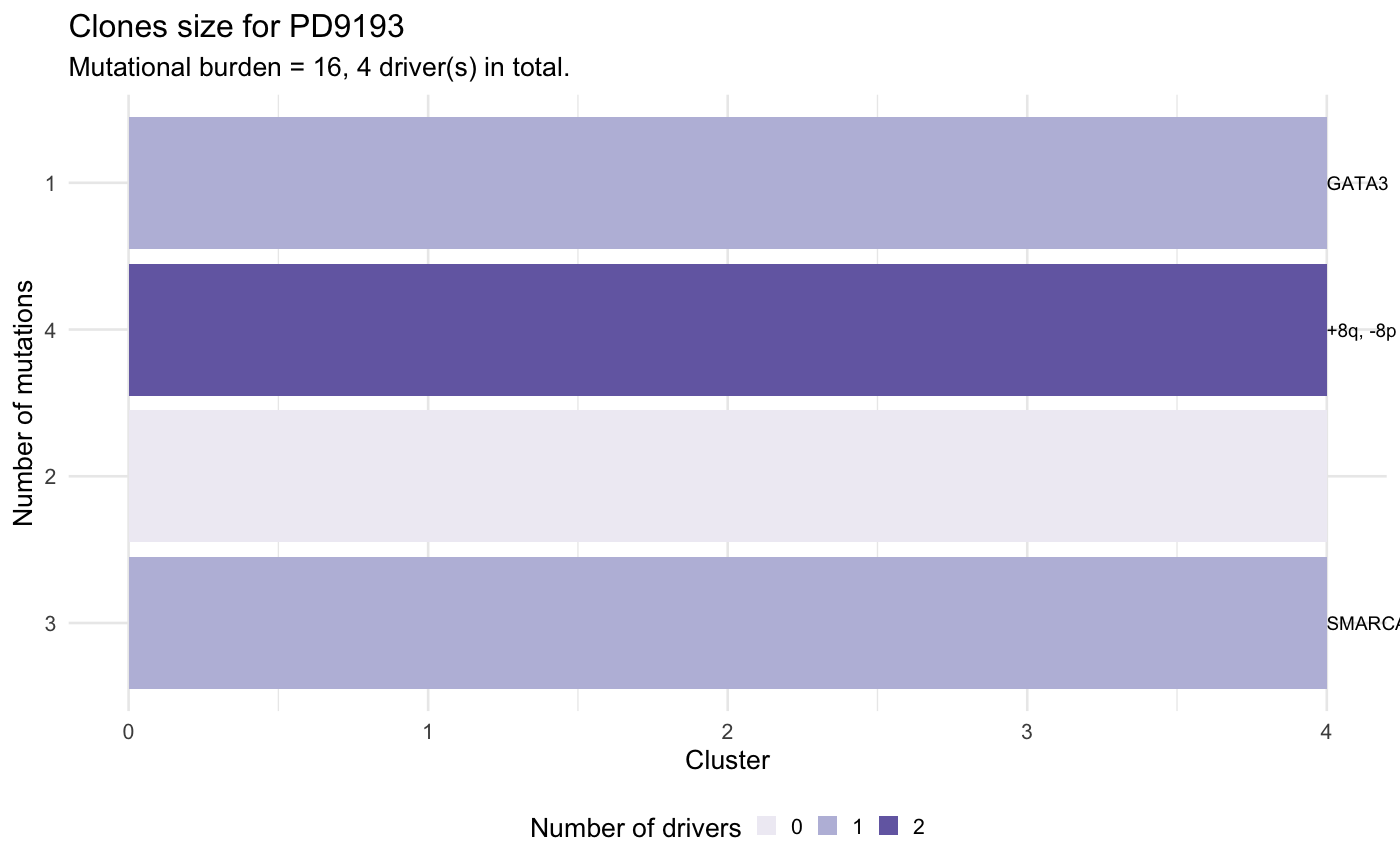 Clones size for PD9193
Mutational burden = 16, 4 driver(s) in total.
Number of mutations
1
GATA3
4
+8q, -8p
2
3
SMARCA
0 1 2 3 4
Cluster
Number of drivers 0 1 2